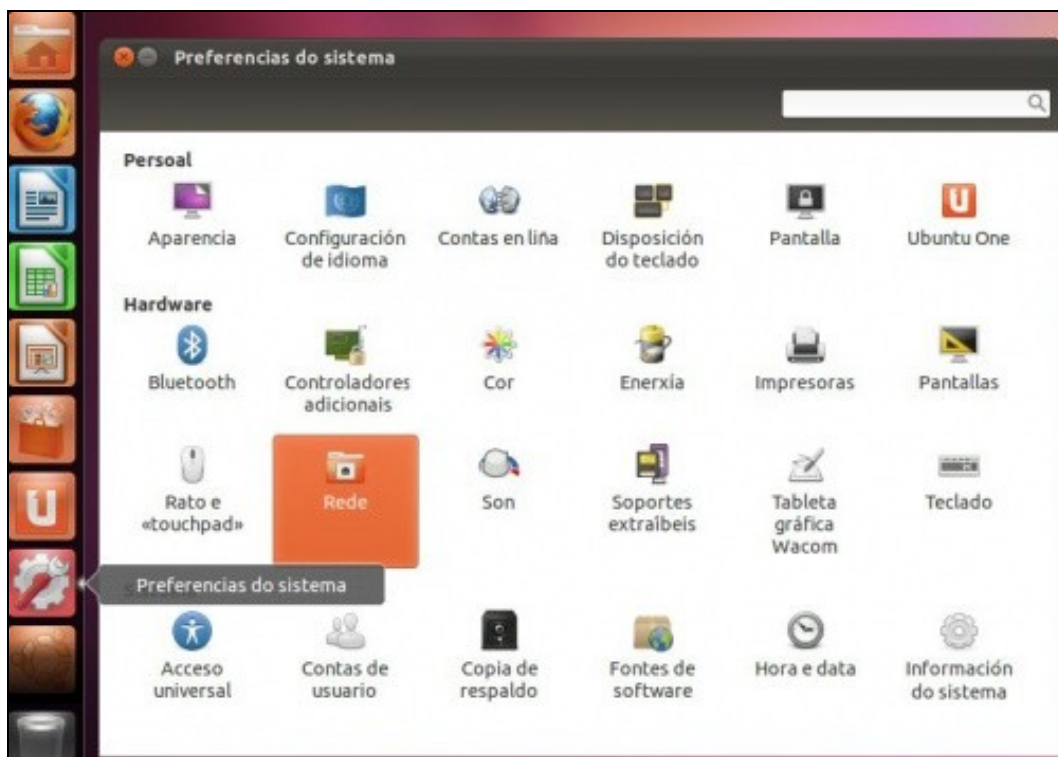 Preferencias do sistema
Persoal
Aparencia
Configuración
de idioma
Contas en liña
Disposición
do teclado
Pantalla
Ubuntu One
Hardware
Bluetooth
Controladores
adicionais
Cor
Enerxía
Impresoras
Pantallas
Rato e
«touchpad»
Rede
Son
Soportes
extraíbeis
Tableta
gráfica
Wacom
Teclado
Preferencias do sistema
Acceso
universal
Contas de
usuario
Copia de
respaldo
Fontes de
software
Hora e data
Información
do sistema